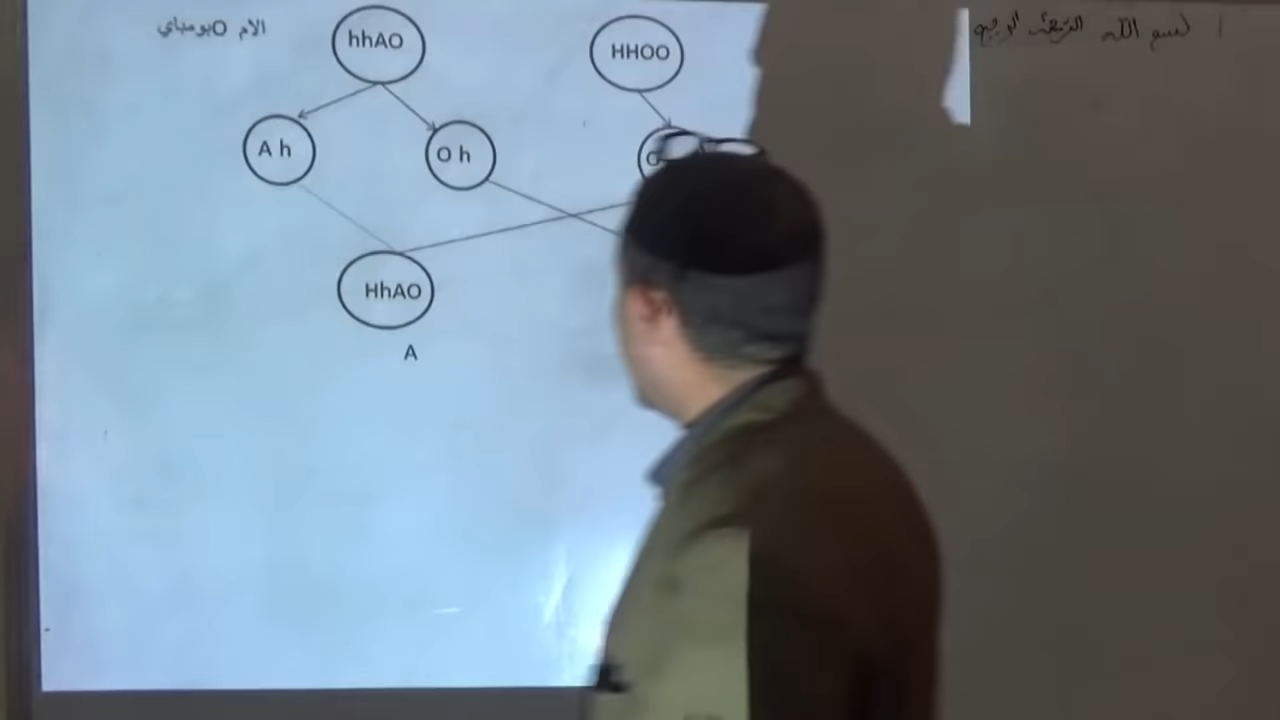 الام Oبومباي
hhAO
HHOO
بسم الله الرحمن الرحيم
A h
O h
O
HhAO
A